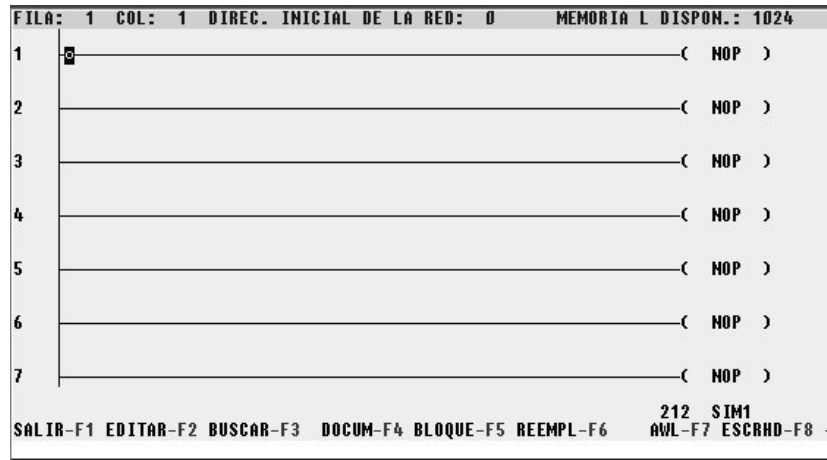 FILA: 1 COL: 1 DIREC. INICIAL DE LA RED: 0 MEMORIA L DISPON.: 1024
1 ( NOP )
2 ( NOP )
3 ( NOP )
4 ( NOP )
5 ( NOP )
6 ( NOP )
7 ( NOP )
212 SIM1
SALIR-F1 EDITAR-F2 BUSCAR-F3 DOCUM-F4 BLOQUE-F5 REEMPL-F6 AWL-F7 ESCRHD-F8